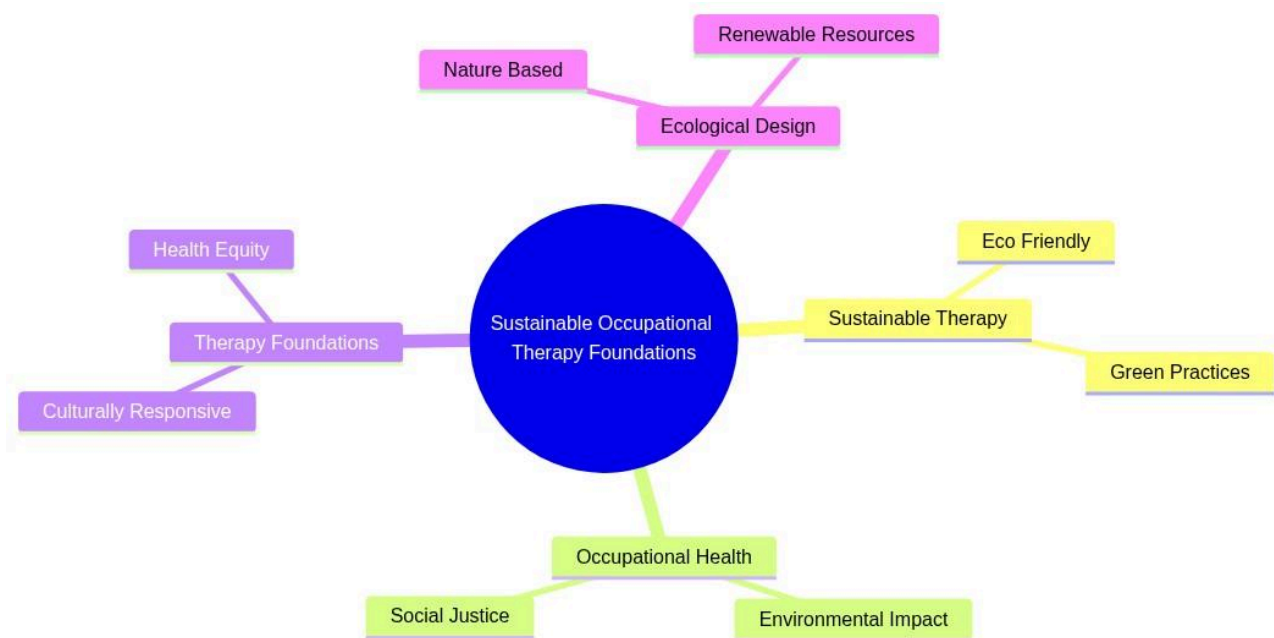 Renewable Resources
Nature Based
Ecological Design
Eco Friendly
Health Equity
Sustainable Occupational
Therapy Foundations
Sustainable Therapy
Therapy Foundations
Green Practices
Culturally Responsive
Occupational Health
Social Justice
Environmental Impact